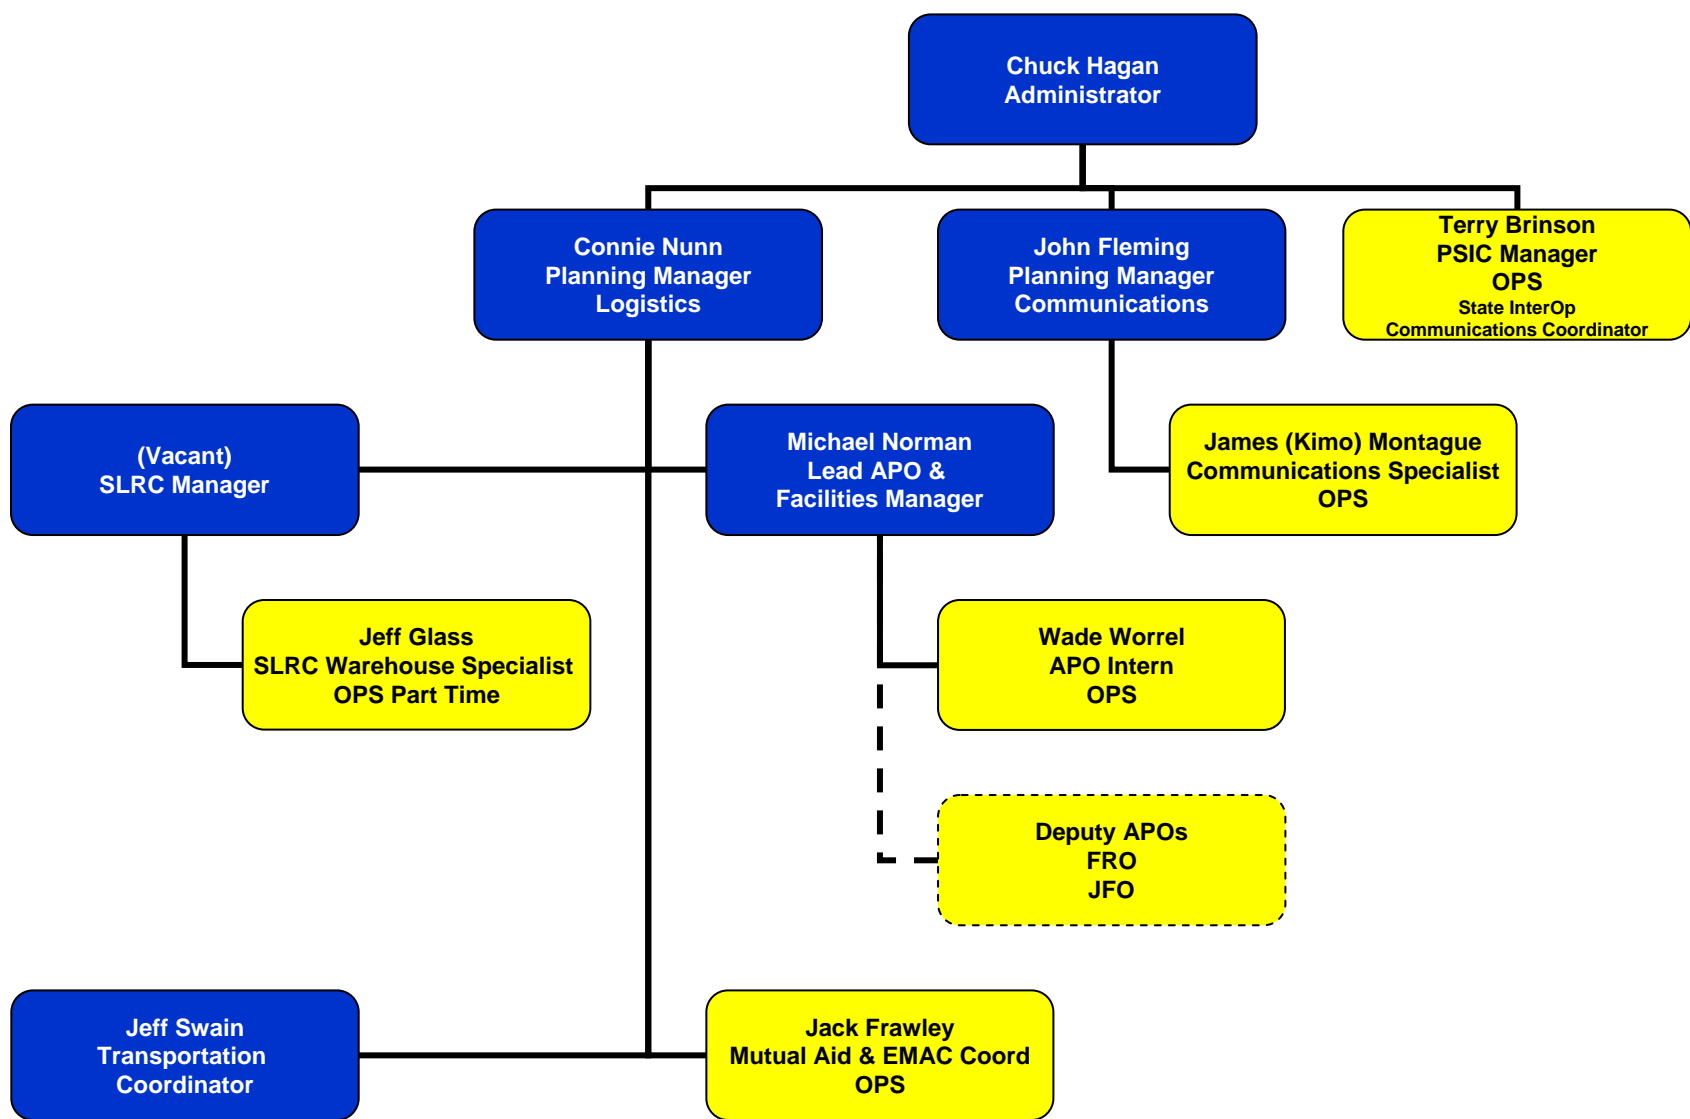 Chuck Hagan
Administrator
Connie Nunn
Planning Manager
Logistics
John Fleming
Planning Manager
Communications
Terry Brinson
PSIC Manager
OPS
State InterOp
Communications Coordinator
(Vacant)
SLRC Manager
Michael Norman
Lead APO &
Facilities Manager
James (Kimo) Montague
Communications Specialist
OPS
Jeff Glass
SLRC Warehouse Specialist
OPS Part Time
Wade Worrel
APO Intern
OPS
Deputy APOs
FRO
JFO
Jeff Swain
Transportation
Coordinator
Jack Frawley
Mutual Aid & EMAC Coord
OPS